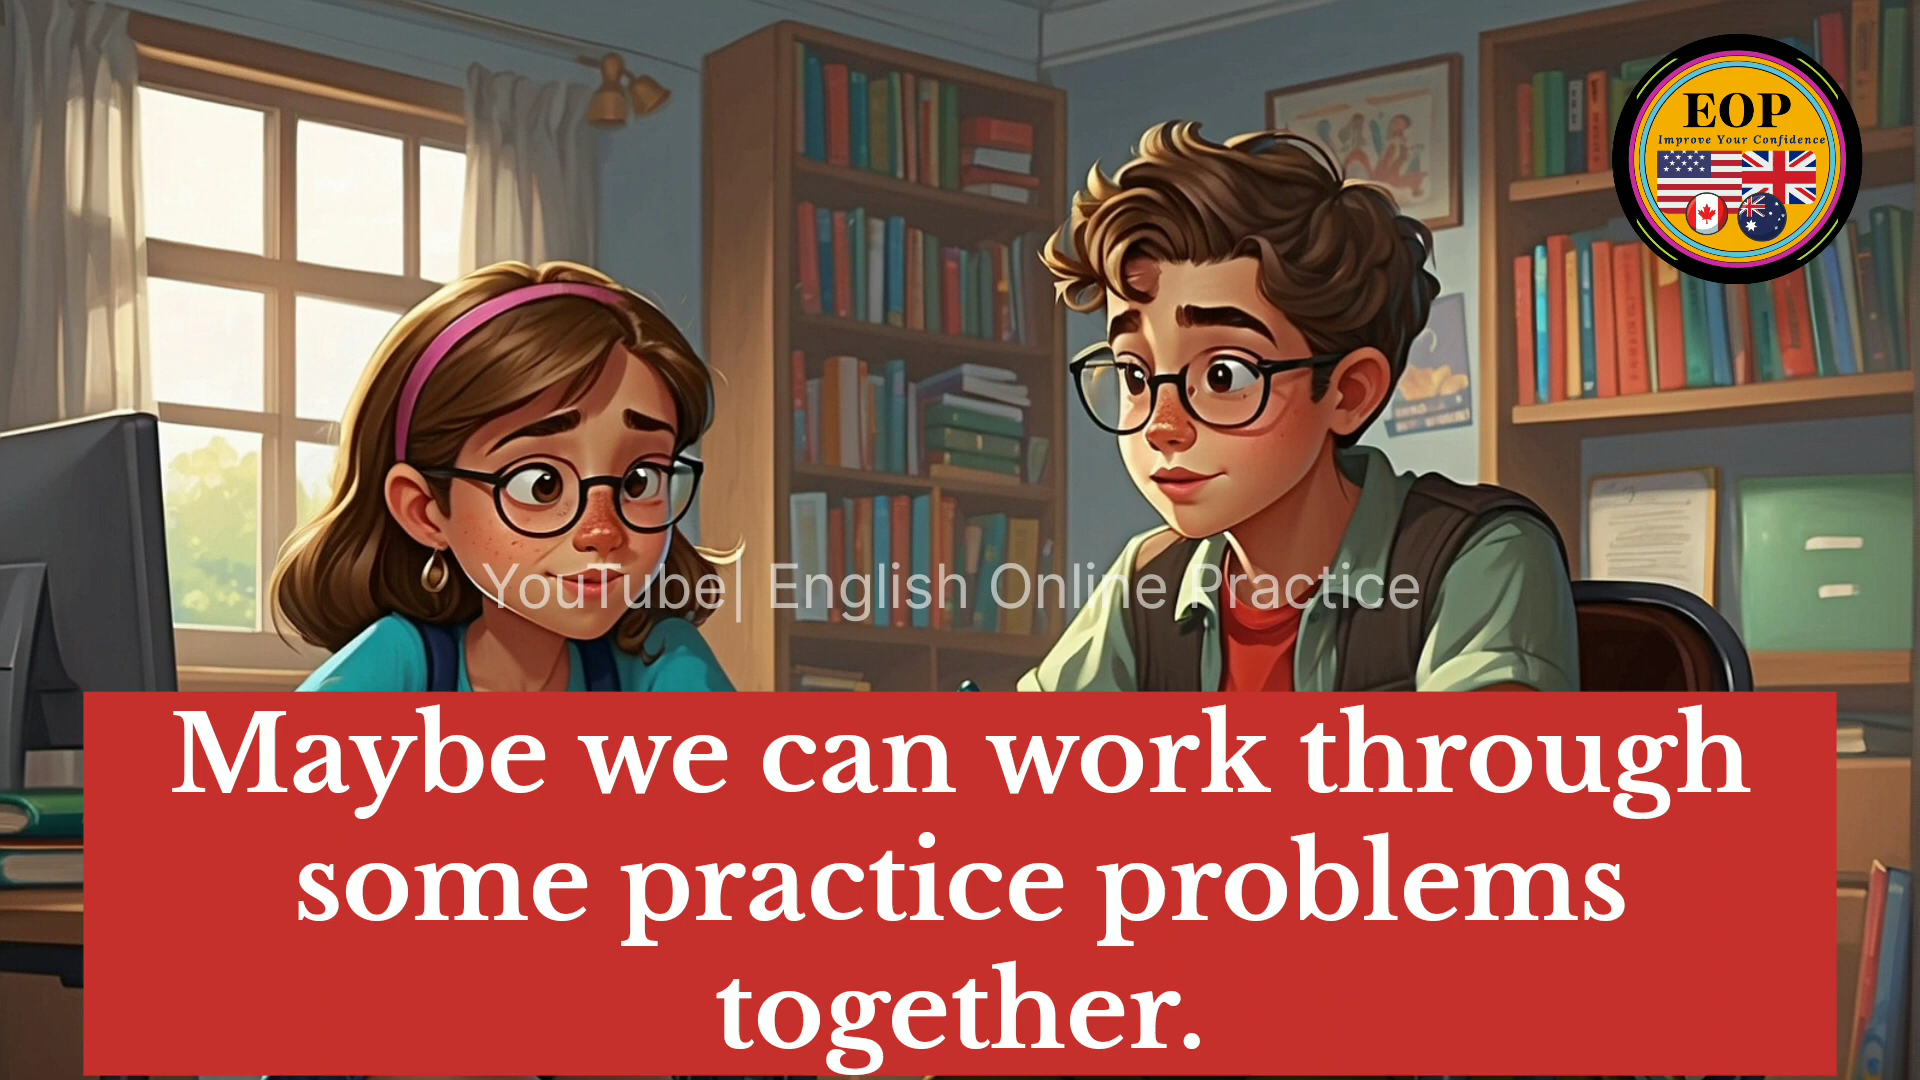 EOP
Improve Your Confidence
YouTube| English Online Practice
Maybe we can work through
some practice problems
together.